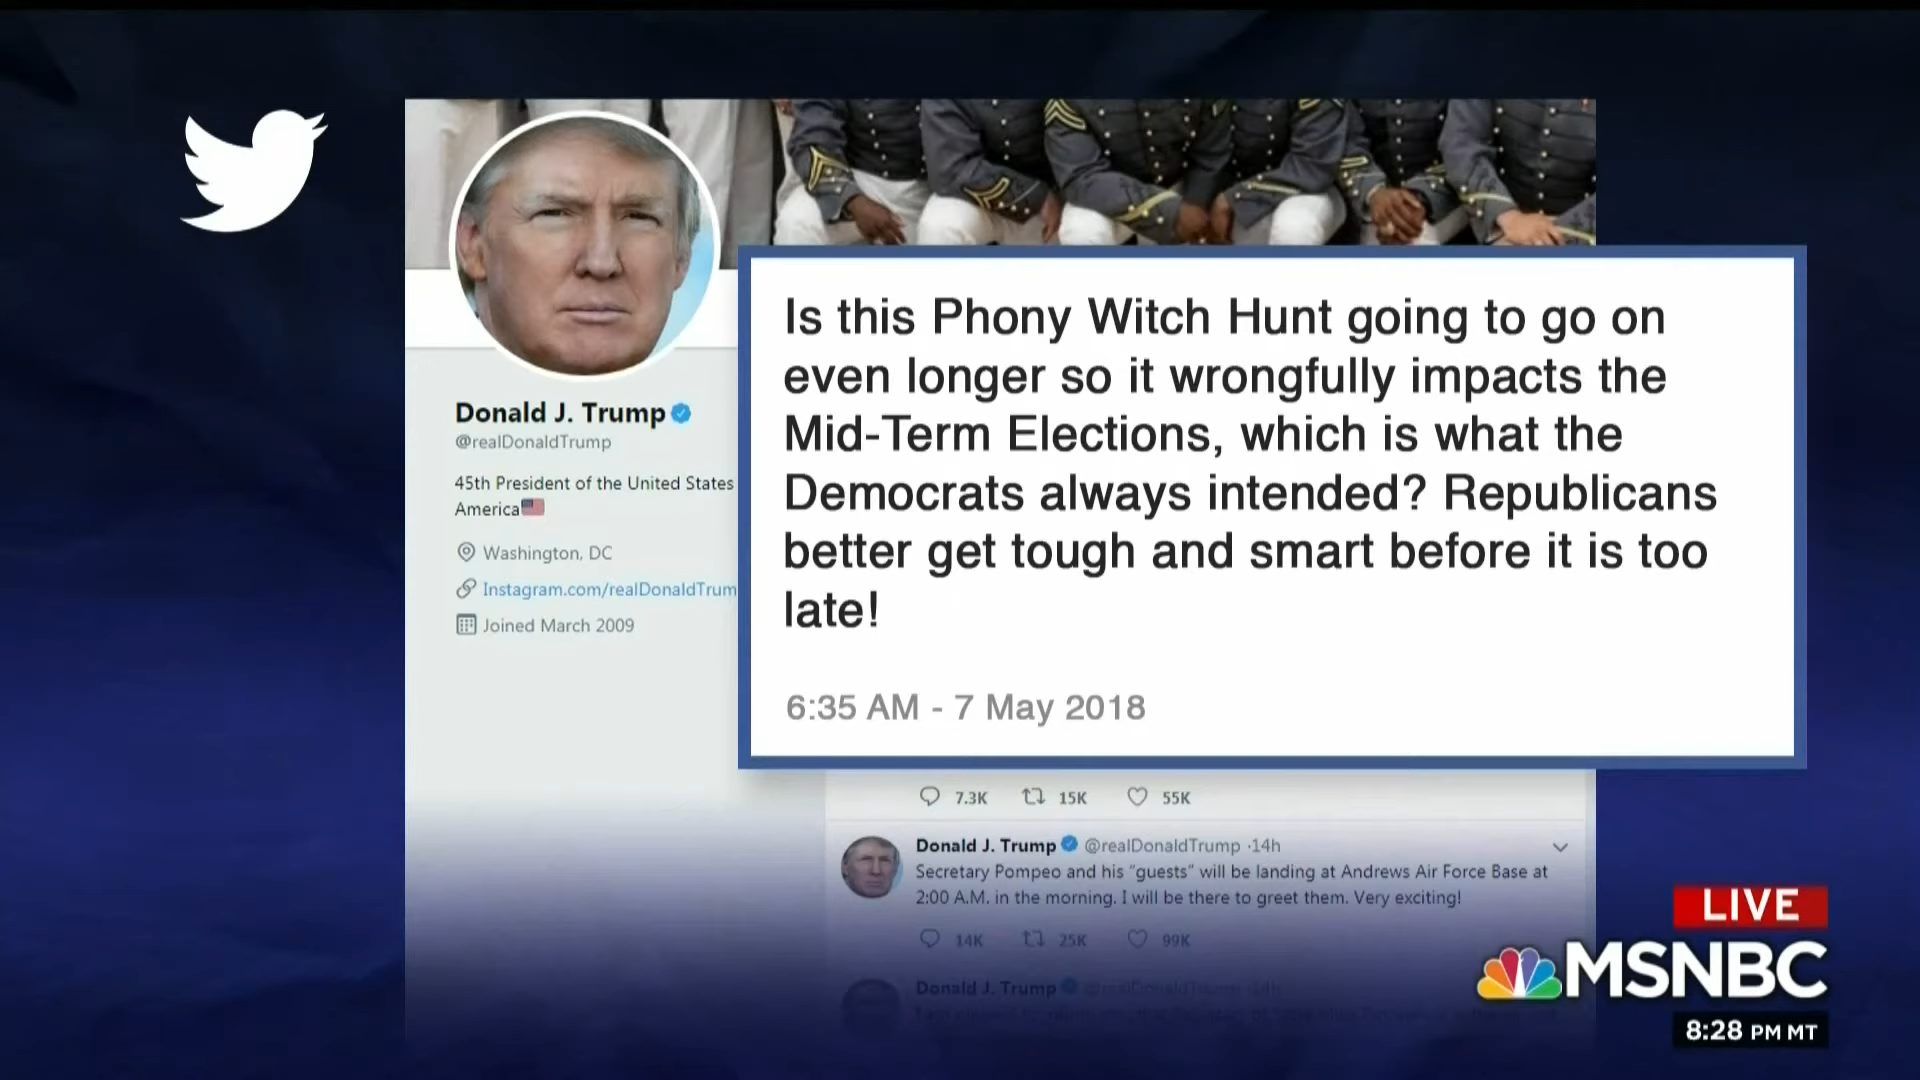 Is this Phony Witch Hunt going to go on
even longer so it wrongfully impacts the
Mid-Term Elections, which is what the
Democrats always intended? Republicans
better get tough and smart before it is too
late!
6:35 AM - 7 May 2018
Donald J. Trump
@realDonaldTrump
45th President of the United States
America
Washington, DC
Instagram.com/realDonaldTrum
Joined March 2009
7.3K 15K 55K
Donald J. Trump @realDonaldTrump ·14h
Secretary Pompeo and his "guests" will be landing at Andrews Air Force Base at
2:00 A.M. in the morning. I will be there to greet them. Very exciting!
14K 25K 99K
Donald J. Trump @realDonaldTrump ·14h
LIVE
MSNBC
8:28 PM MT